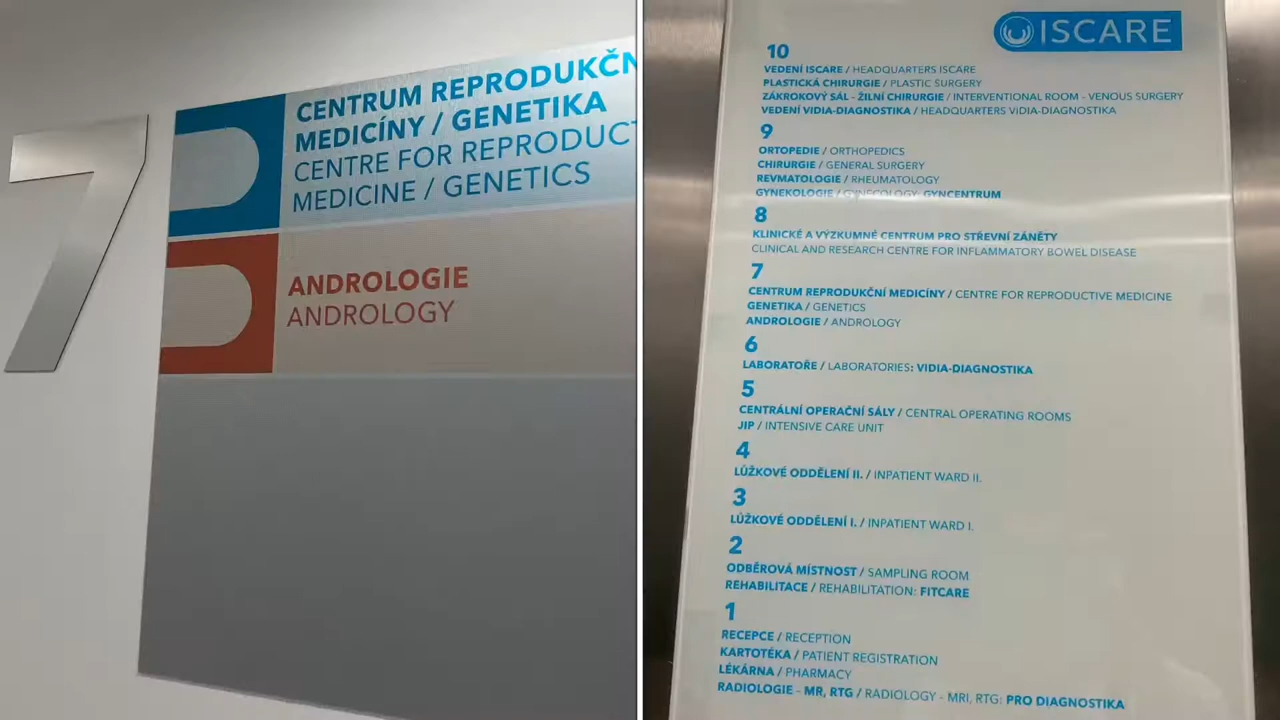 7
CENTRUM REPRODUKČN
MEDICÍNY / GENETIKA
CENTRE FOR REPRODUCT
MEDICINE / GENETICS
ANDROLOGIE
ANDROLOGY
ISCARE
10
VEDENÍ ISCARE / HEADQUARTERS ISCARE
PLASTICKÁ CHIRURGIE / PLASTIC SURGERY
ZÁKROKOVÝ SÁL - ŽILNÍ CHIRURGIE / INTERVENTIONAL ROOM - VENOUS SURGERY
VEDENÍ VIDIA-DIAGNOSTIKA / HEADQUARTERS VIDIA-DIAGNOSTIKA
9
ORTOPEDIE / ORTHOPEDICS
CHIRURGIE / GENERAL SURGERY
REVMATOLOGIE / RHEUMATOLOGY
GYNEKOLOGIE / GYNECOLOGY: GYNCENTRUM
8
KLINICKÉ A VÝZKUMNÉ CENTRUM PRO STŘEVNÍ ZÁNĚTY
CLINICAL AND RESEARCH CENTRE FOR INFLAMMATORY BOWEL DISEASE
7
CENTRUM REPRODUKČNÍ MEDICÍNY / CENTRE FOR REPRODUCTIVE MEDICINE
GENETIKA / GENETICS
ANDROLOGIE / ANDROLOGY
6
LABORATOŘE / LABORATORIES: VIDIA-DIAGNOSTIKA
5
CENTRÁLNÍ OPERAČNÍ SÁLY / CENTRAL OPERATING ROOMS
JIP / INTENSIVE CARE UNIT
4
LŮŽKOVÉ ODDĚLENÍ II. / INPATIENT WARD II.
3
LŮŽKOVÉ ODDĚLENÍ I. / INPATIENT WARD I.
2
ODBĚROVÁ MÍSTNOST / SAMPLING ROOM
REHABILITACE / REHABILITATION: FITCARE
1
RECEPCE / RECEPTION
KARTOTÉKA / PATIENT REGISTRATION
LÉKÁRNA / PHARMACY
RADIOLOGIE - MR, RTG / RADIOLOGY - MRI, RTG: PRO DIAGNOSTIKA